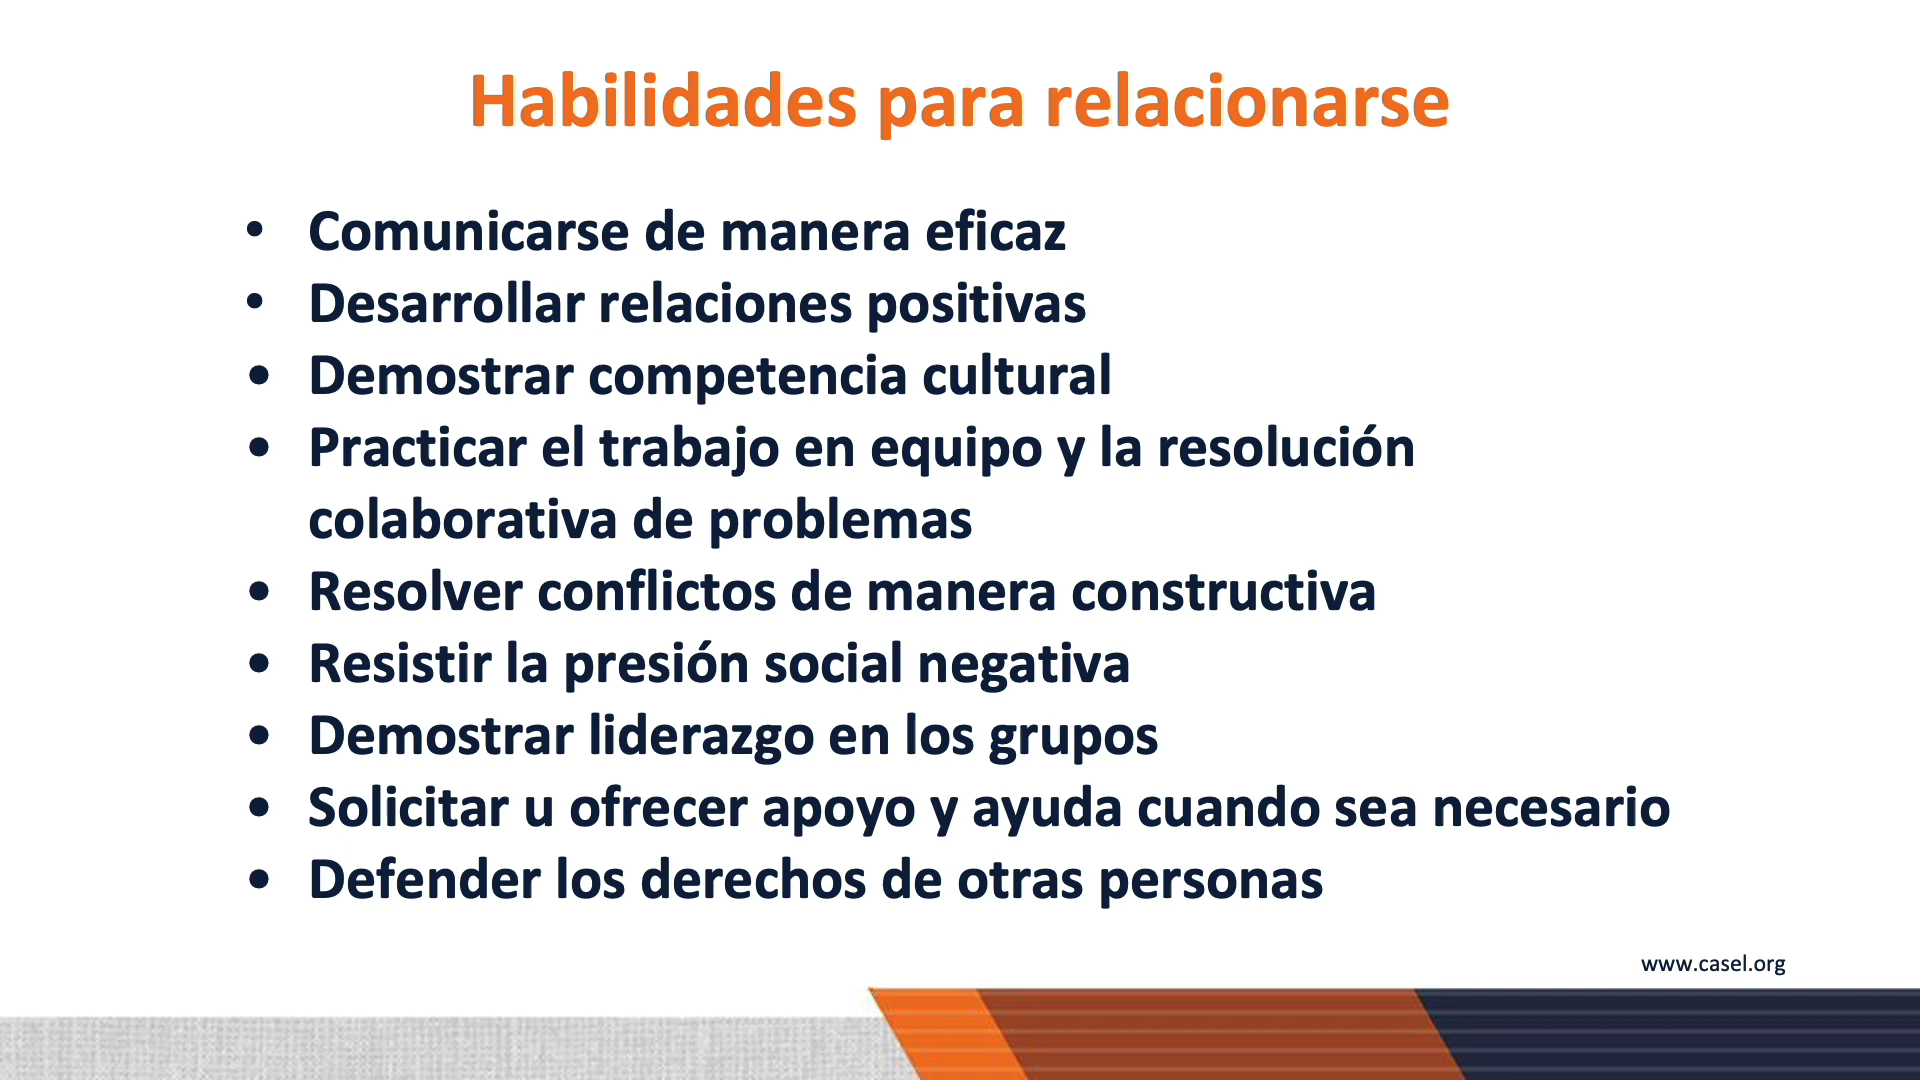 Habilidades para relacionarse
• Comunicarse de manera eficaz
• Desarrollar relaciones positivas
• Demostrar competencia cultural
• Practicar el trabajo en equipo y la resolución
colaborativa de problemas
• Resolver conflictos de manera constructiva
• Resistir la presión social negativa
• Demostrar liderazgo en los grupos
• Solicitar u ofrecer apoyo y ayuda cuando sea necesario
• Defender los derechos de otras personas
www.casel.org